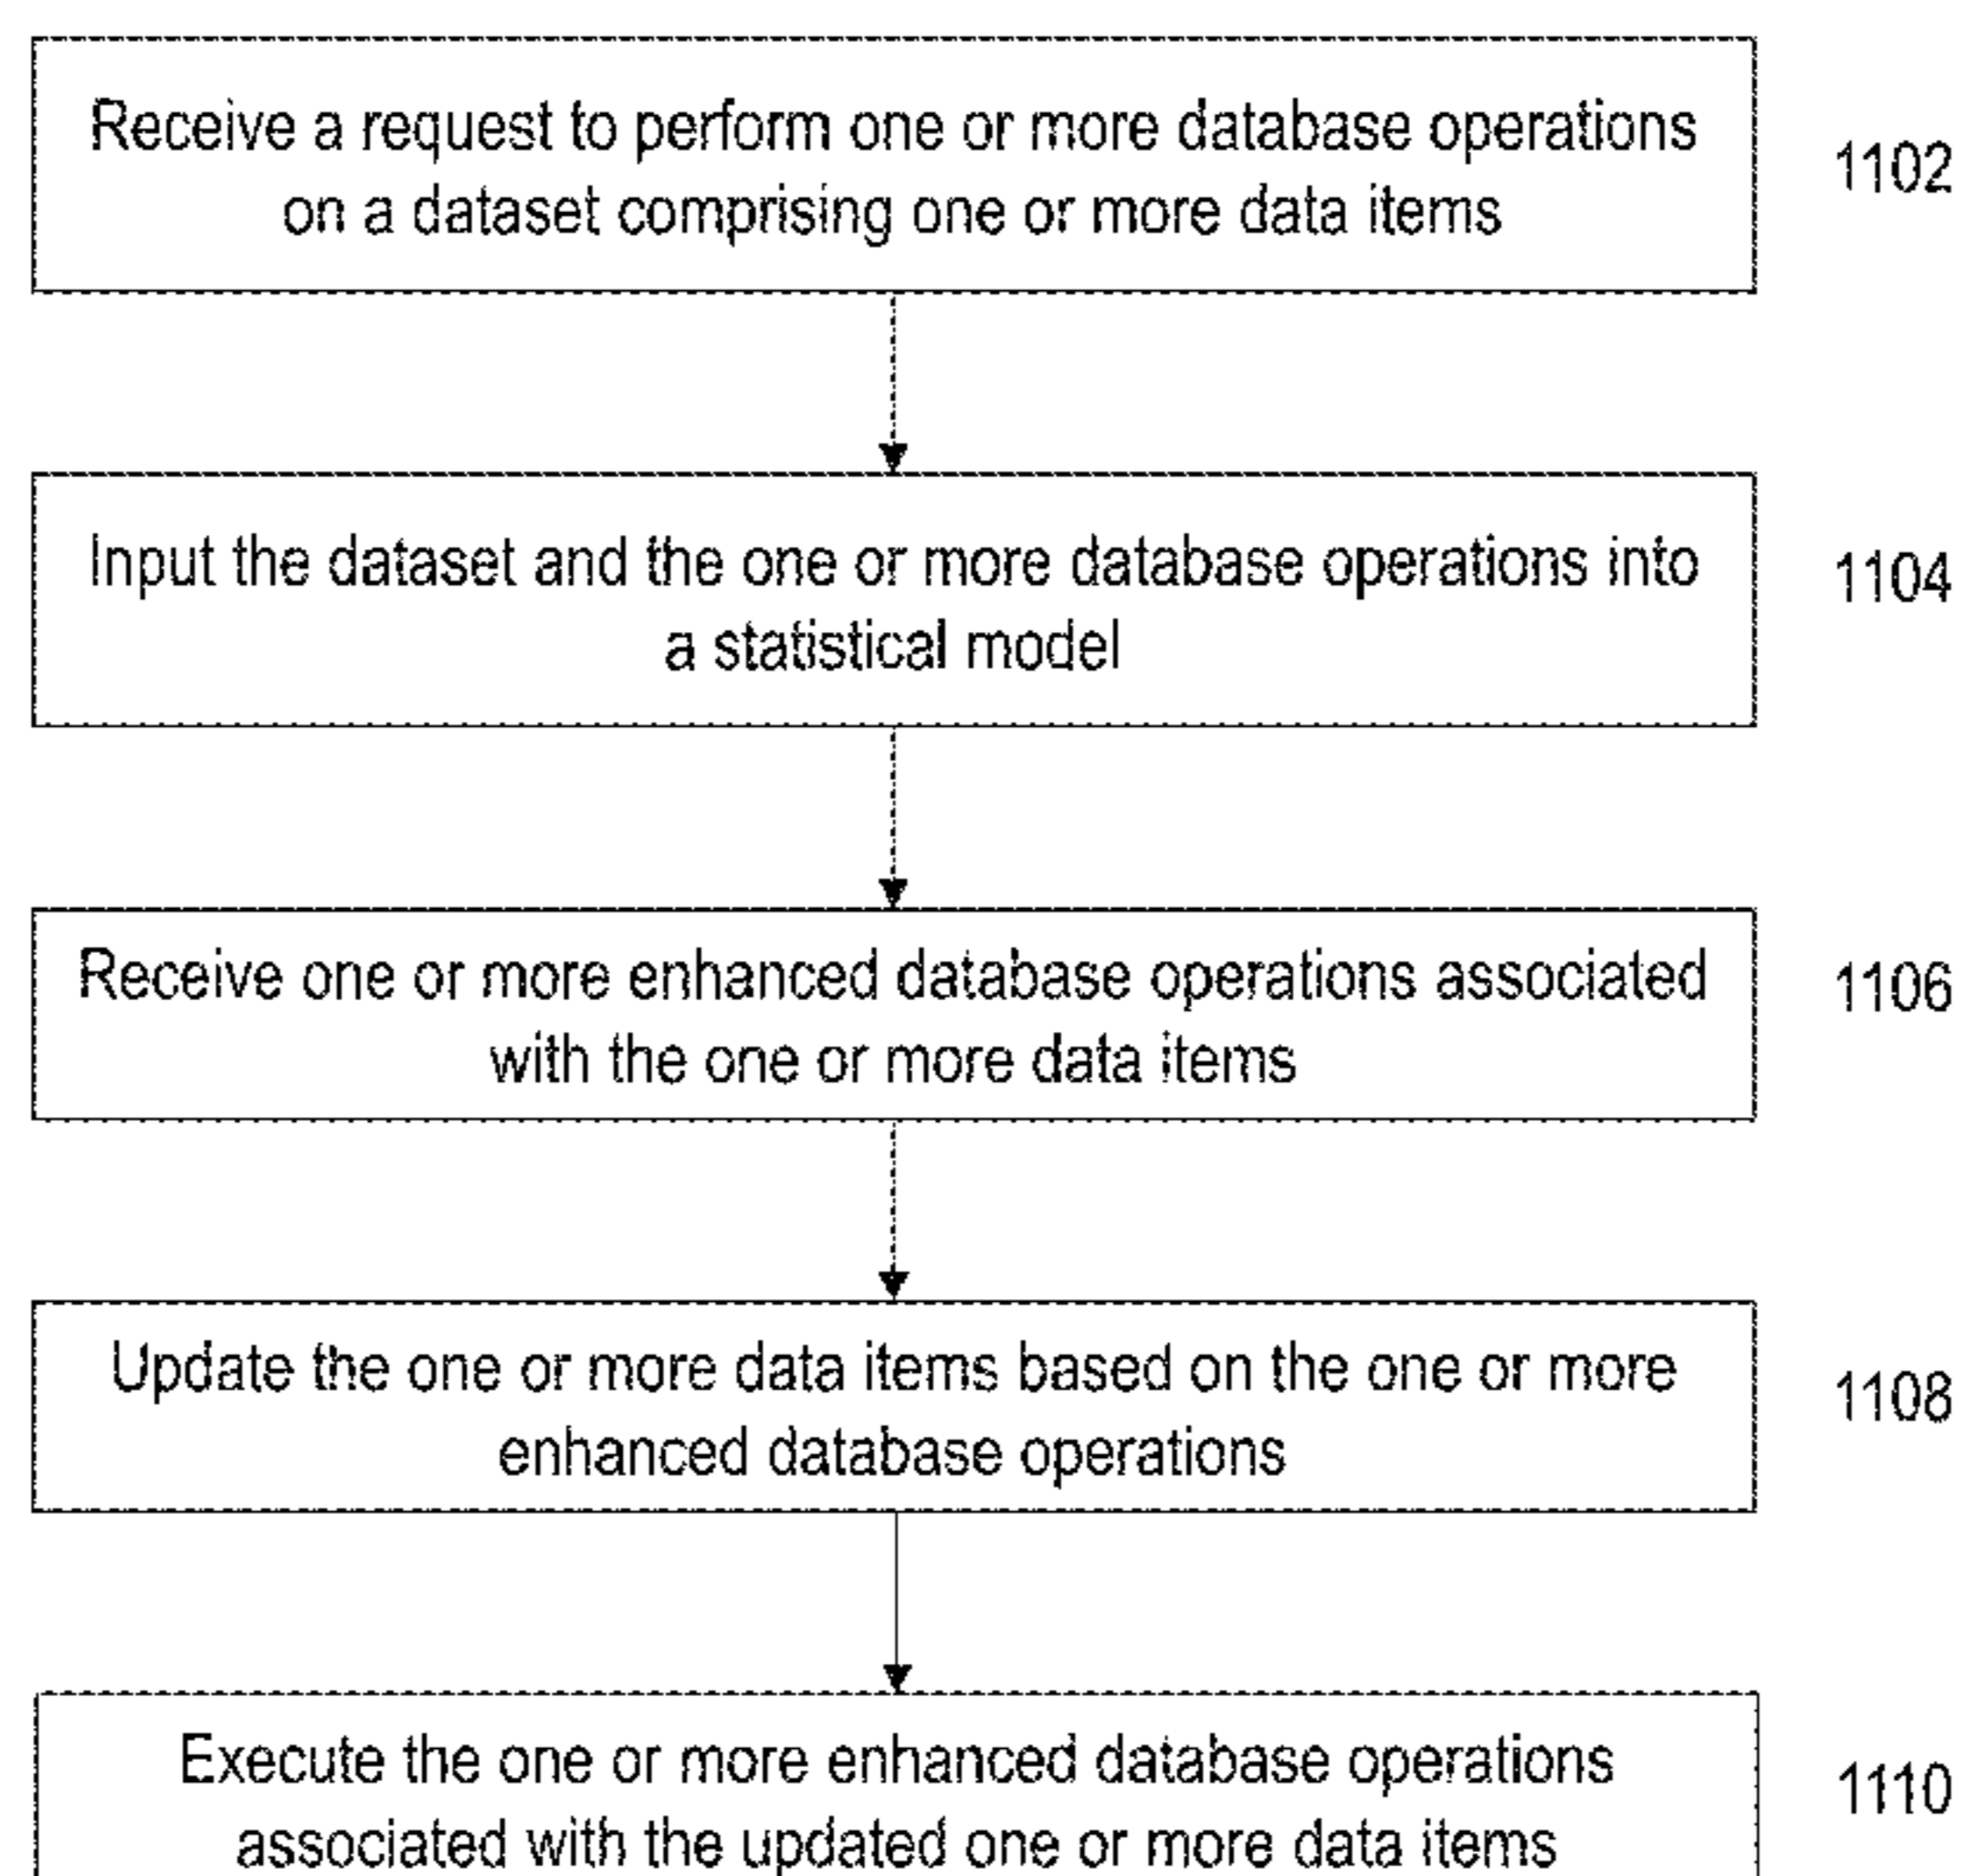 Receive a request to perform one or more database operations
on a dataset comprising one or more data items
1102
Input the dataset and the one or more database operations into
a statistical model
1104
Receive one or more enhanced database operations associated
with the one or more data items
1106
Update the one or more data items based on the one or more
enhanced database operations
1108
Execute the one or more enhanced database operations
associated with the updated one or more data items
1110